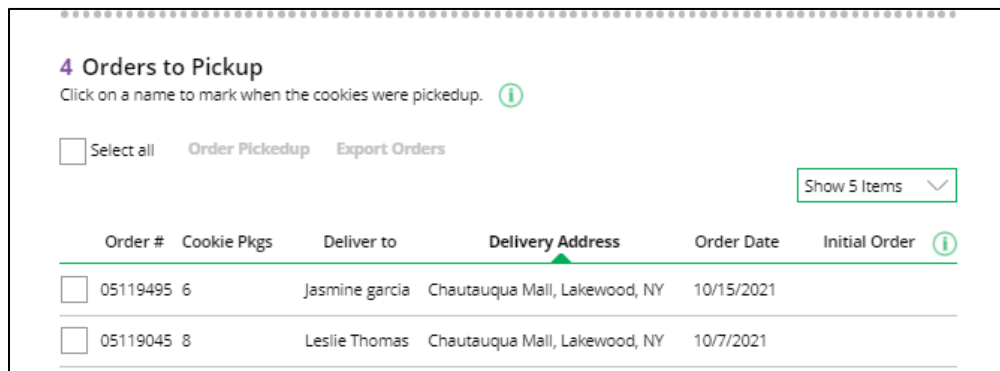 4 Orders to Pickup
Click on a name to mark when the cookies were pickedup. i
Select all Order Pickedup Export Orders
Show 5 Items
Order # Cookie Pkgs Deliver to Delivery Address Order Date Initial Order i
05119495 6 Jasmine garcia Chautauqua Mall, Lakewood, NY 10/15/2021
05119045 8 Leslie Thomas Chautauqua Mall, Lakewood, NY 10/7/2021